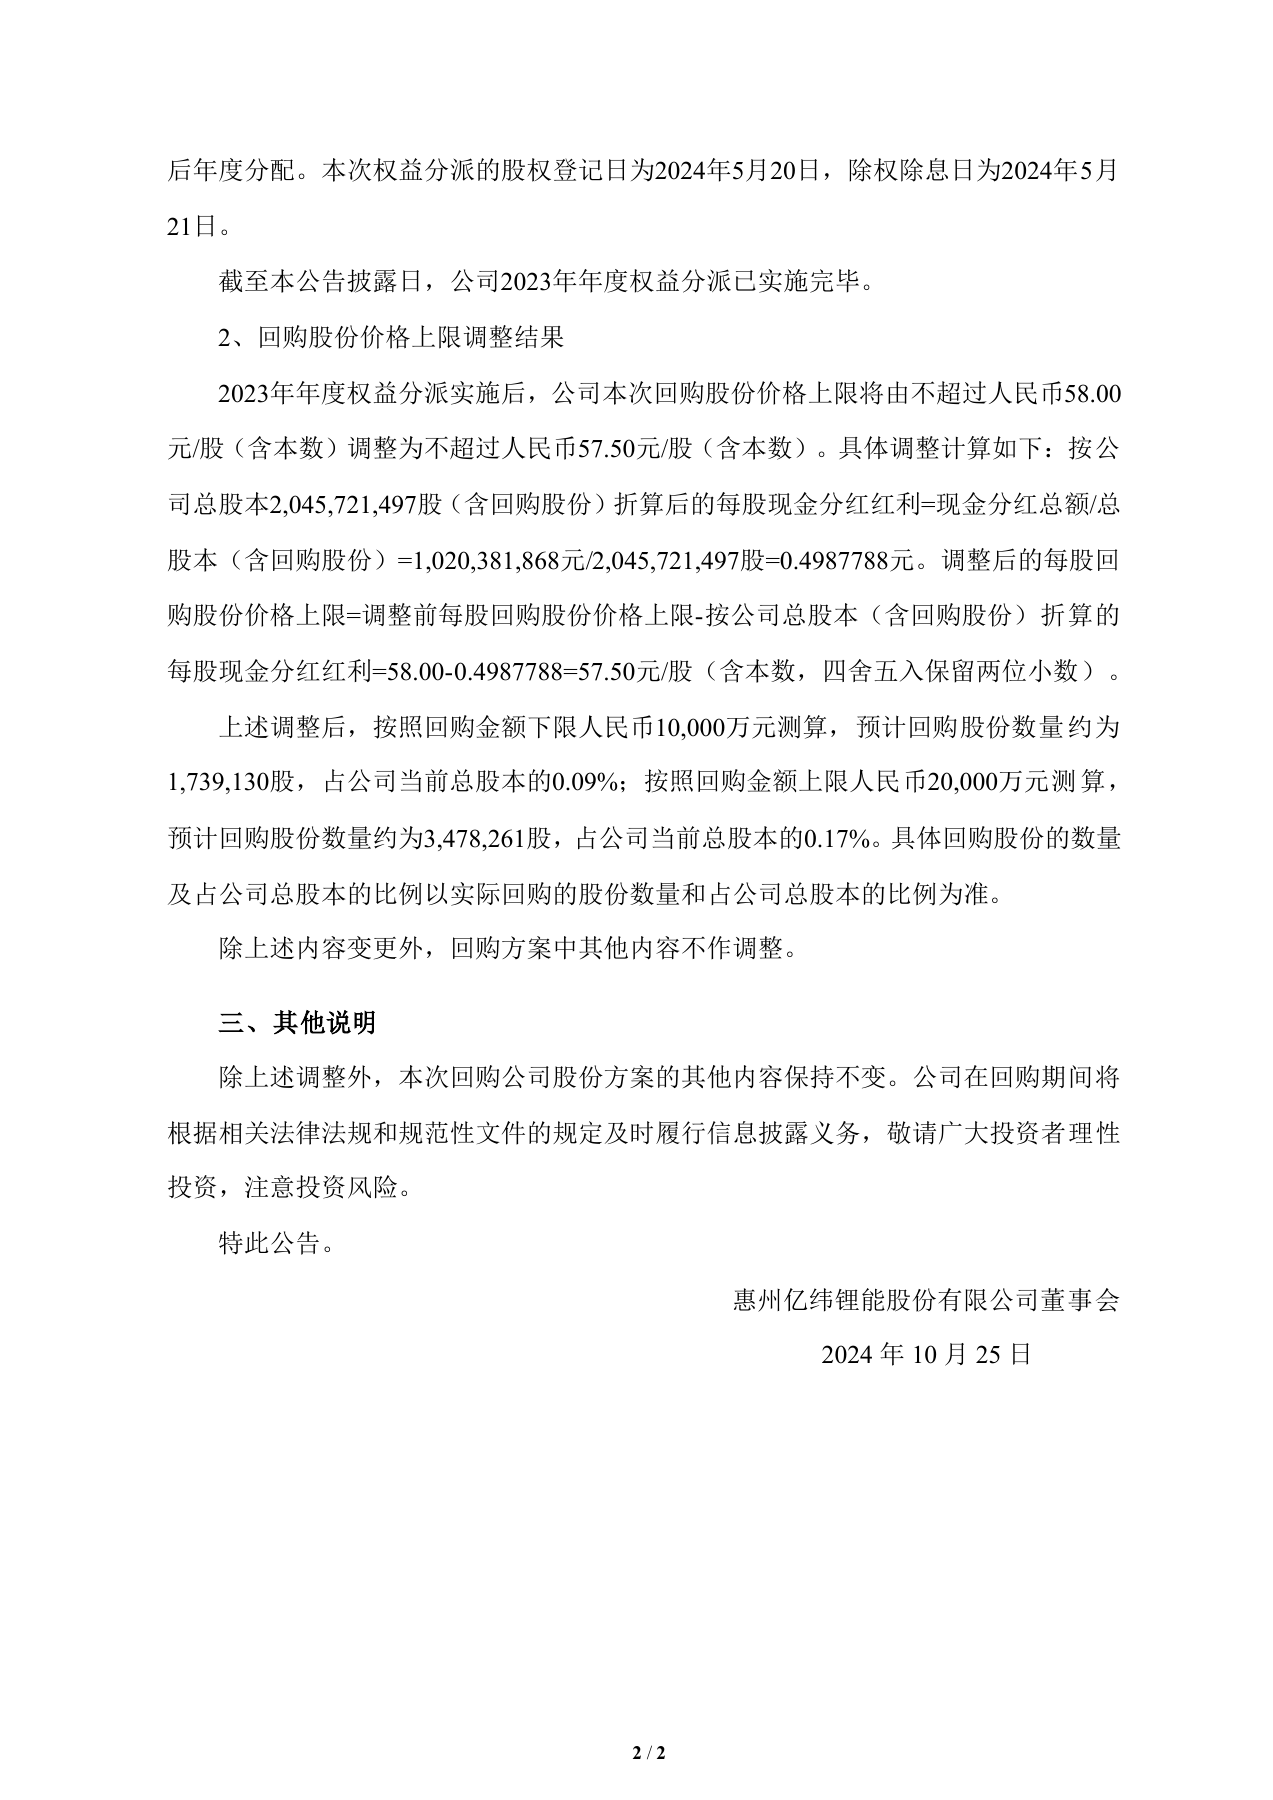 后年度分配。本次权益分派的股权登记日为2024年5月20日，除权除息日为2024年5月
21日。
截至本公告披露日，公司2023年年度权益分派已实施完毕。
2、回购股份价格上限调整结果
2023年年度权益分派实施后，公司本次回购股份价格上限将由不超过人民币58.00
元/股（含本数）调整为不超过人民币57.50元/股（含本数）。具体调整计算如下：按公
司总股本2,045,721,497股（含回购股份）折算后的每股现金分红红利=现金分红总额/总
股本（含回购股份）=1,020,381,868元/2,045,721,497股=0.4987788元。调整后的每股回
购股份价格上限=调整前每股回购股份价格上限-按公司总股本（含回购股份）折算的
每股现金分红红利=58.00-0.4987788=57.50元/股（含本数，四舍五入保留两位小数）。
上述调整后，按照回购金额下限人民币10,000万元测算，预计回购股份数量约为
1,739,130股，占公司当前总股本的0.09%；按照回购金额上限人民币20,000万元测算，
预计回购股份数量约为3,478,261股，占公司当前总股本的0.17%。具体回购股份的数量
及占公司总股本的比例以实际回购的股份数量和占公司总股本的比例为准。
除上述内容变更外，回购方案中其他内容不作调整。
三、其他说明
除上述调整外，本次回购公司股份方案的其他内容保持不变。公司在回购期间将
根据相关法律法规和规范性文件的规定及时履行信息披露义务，敬请广大投资者理性
投资，注意投资风险。
特此公告。
惠州亿纬锂能股份有限公司董事会
2024 年 10 月 25 日
2 / 2